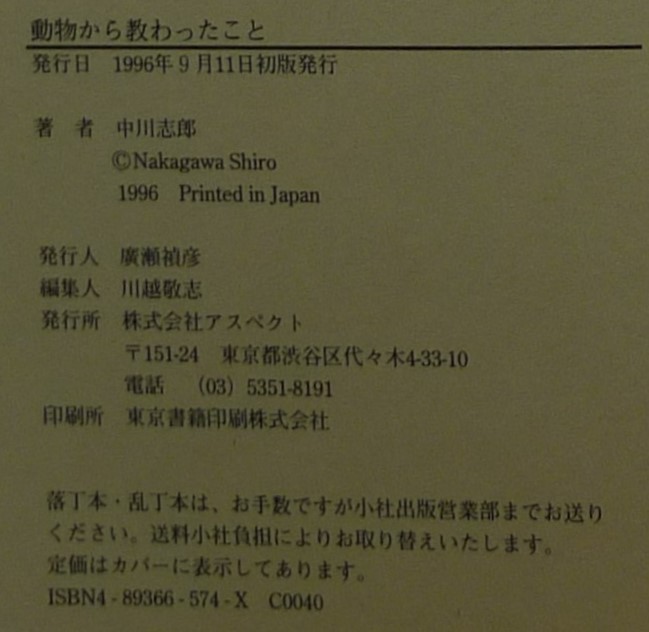 動物から教わったこと
発行日　1996年9月11日初版発行
著　者　中川志郎
©Nakagawa Shiro
1996　Printed in Japan
発行人　廣瀬禎彦
編集人　川越敬志
発行所　株式会社アスペクト
〒151-24　東京都渋谷区代々木4-33-10
電話　（03）5351-8191
印刷所　東京書籍印刷株式会社
落丁本・乱丁本は、お手数ですが小社出版営業部までお送り
ください。送料小社負担によりお取り替えいたします。
定価はカバーに表示してあります。
ISBN4-89366-574-X　C0040